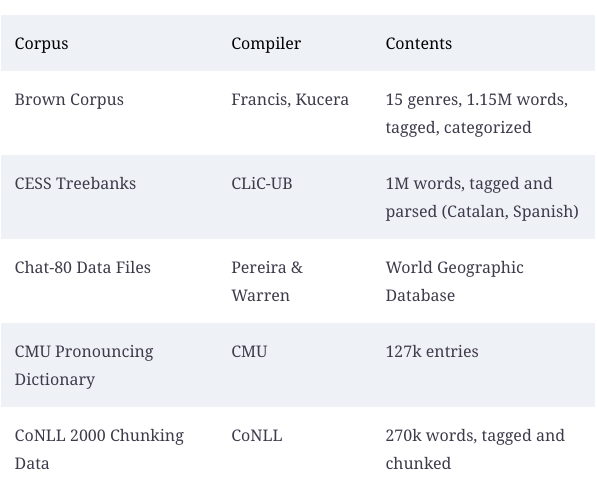 Corpus Compiler Contents
Brown Corpus Francis, Kucera 15 genres, 1.15M words,
tagged, categorized
CESS Treebanks CLiC-UB 1M words, tagged and
parsed (Catalan, Spanish)
Chat-80 Data Files Pereira & World Geographic
Warren Database
CMU Pronouncing CMU 127k entries
Dictionary
CoNLL 2000 Chunking CoNLL 270k words, tagged and
Data chunked